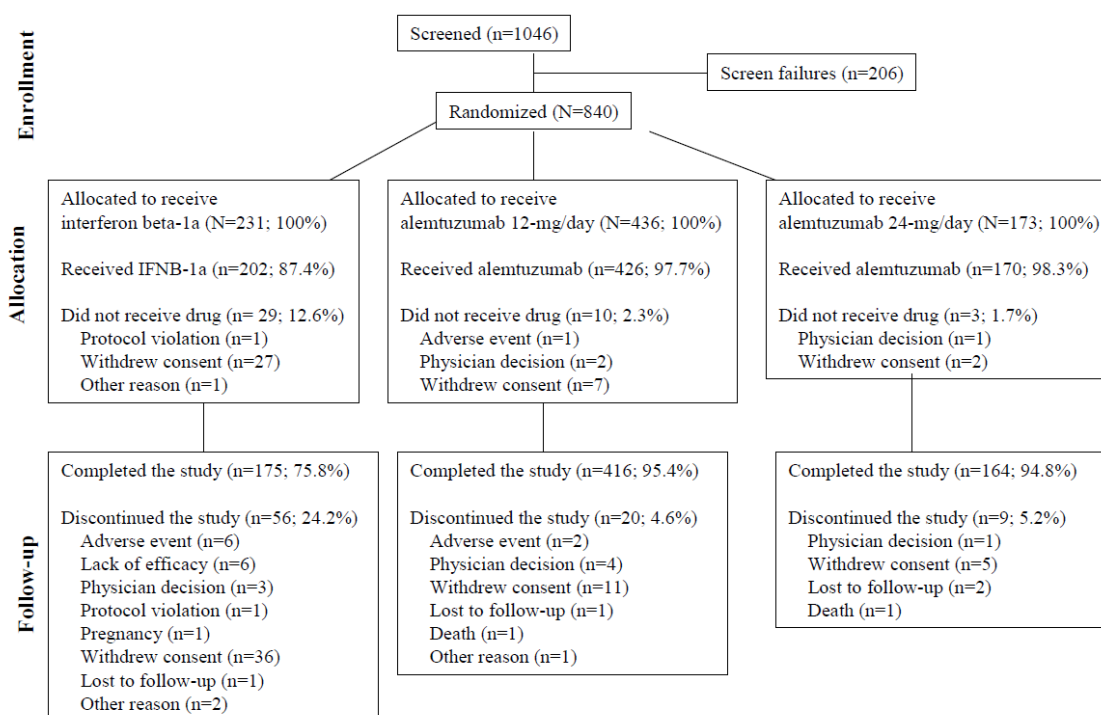 Enrollment
Screened (n=1046)
Screen failures (n=206)
Randomized (N=840)
Allocation
Allocated to receive
interferon beta-1a (N=231; 100%)
Received IFNB-1a (n=202; 87.4%)
Did not receive drug (n= 29; 12.6%)
Protocol violation (n=1)
Withdrew consent (n=27)
Other reason (n=1)
Allocated to receive
alemtuzumab 12-mg/day (N=436; 100%)
Received alemtuzumab (n=426; 97.7%)
Did not receive drug (n=10; 2.3%)
Adverse event (n=1)
Physician decision (n=2)
Withdrew consent (n=7)
Allocated to receive
alemtuzumab 24-mg/day (N=173; 100%)
Received alemtuzumab (n=170; 98.3%)
Did not receive drug (n=3; 1.7%)
Physician decision (n=1)
Withdrew consent (n=2)
Follow-up
Completed the study (n=175; 75.8%)
Discontinued the study (n=56; 24.2%)
Adverse event (n=6)
Lack of efficacy (n=6)
Physician decision (n=3)
Protocol violation (n=1)
Pregnancy (n=1)
Withdrew consent (n=36)
Lost to follow-up (n=1)
Other reason (n=2)
Completed the study (n=416; 95.4%)
Discontinued the study (n=20; 4.6%)
Adverse event (n=2)
Physician decision (n=4)
Withdrew consent (n=11)
Lost to follow-up (n=1)
Death (n=1)
Other reason (n=1)
Completed the study (n=164; 94.8%)
Discontinued the study (n=9; 5.2%)
Physician decision (n=1)
Withdrew consent (n=5)
Lost to follow-up (n=2)
Death (n=1)